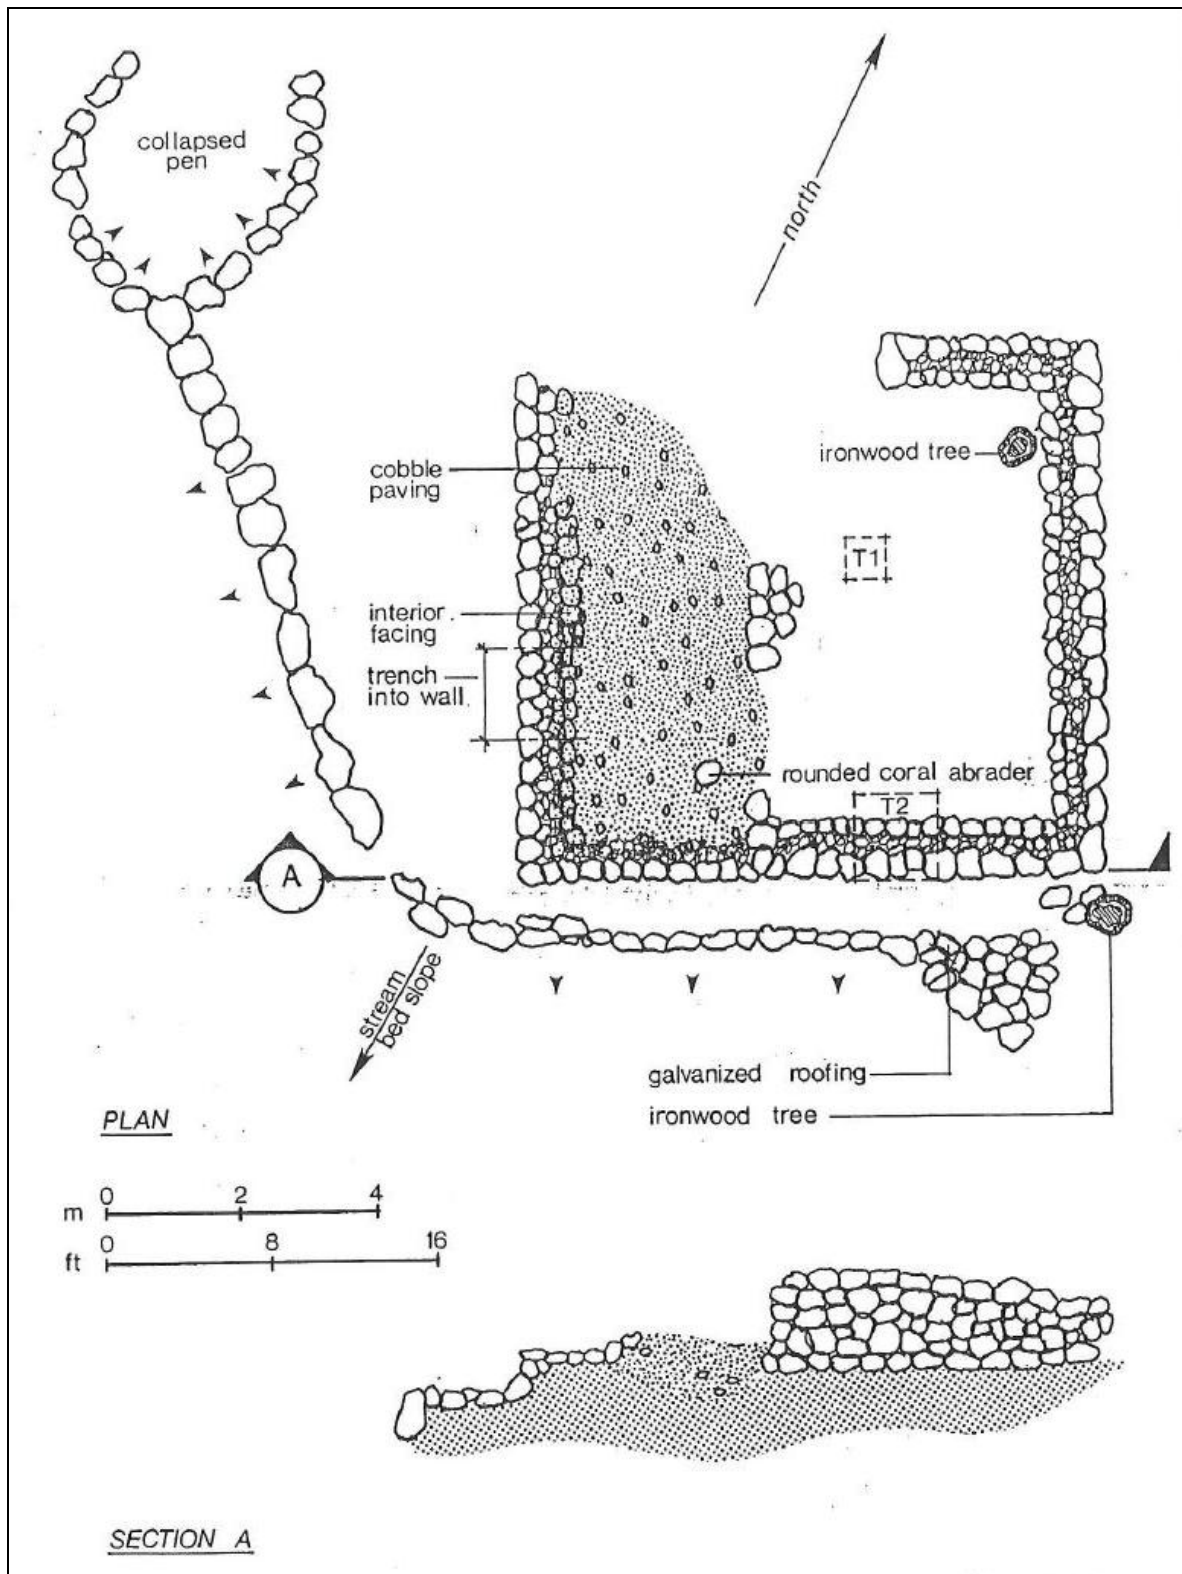 collapsed
pen
north
ironwood tree
cobble
paving
T1
interior
facing
trench
into wall
rounded coral abrader
T2
A
stream
bed slope
galvanized roofing
ironwood tree
PLAN
m 0 2 4
ft 0 8 16
SECTION A